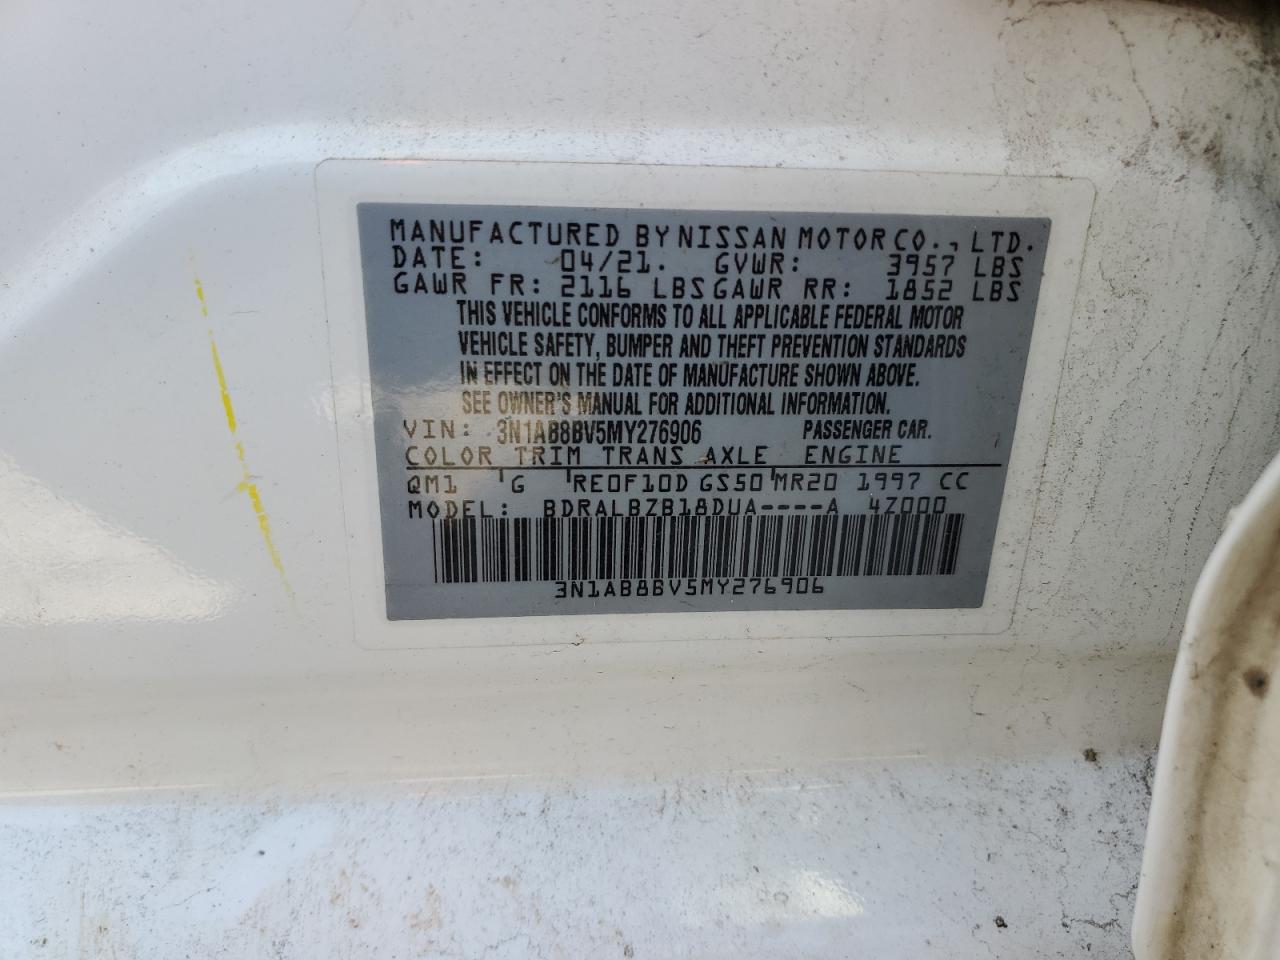 MANUFACTURED BY NISSAN MOTOR CO., LTD.
DATE: 04/21. GVWR: 3957 LBS
GAWR FR: 2116 LBS GAWR RR: 1852 LBS
THIS VEHICLE CONFORMS TO ALL APPLICABLE FEDERAL MOTOR
VEHICLE SAFETY, BUMPER AND THEFT PREVENTION STANDARDS
IN EFFECT ON THE DATE OF MANUFACTURE SHOWN ABOVE.
SEE OWNER'S MANUAL FOR ADDITIONAL INFORMATION.
VIN: 3N1AB8BV5MY276906 PASSENGER CAR.
COLOR TRIM TRANS AXLE ENGINE
QM1 G RE0F10D GS50 MR20 1997 CC
MODEL: BDRALBZB18DUA----A 4Z000
3N1AB8BV5MY276906